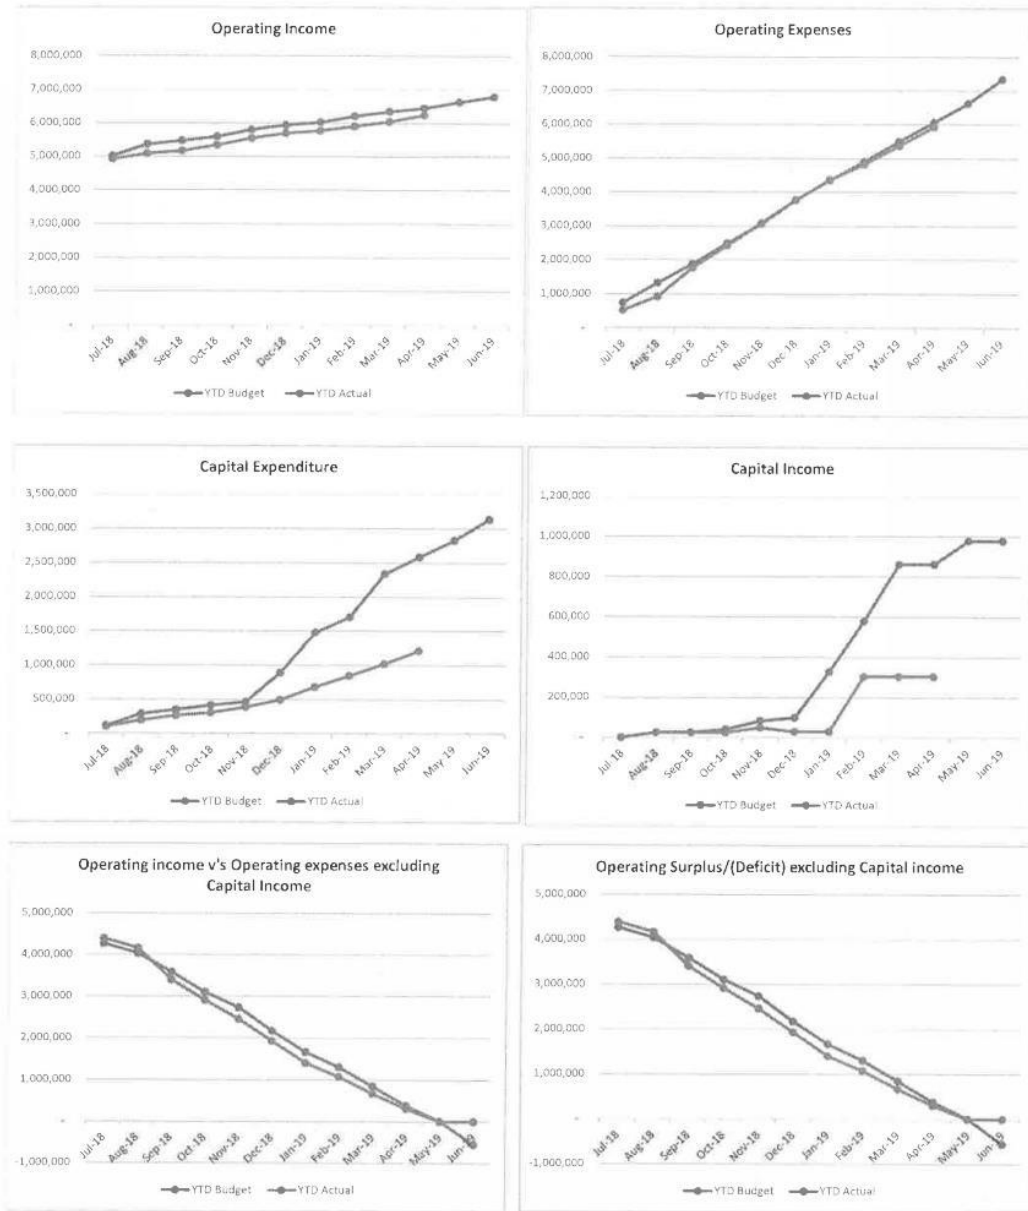 Operating Income
8,000,000
7,000,000
6,000,000
5,000,000
4,000,000
3,000,000
2,000,000
1,000,000
-
Jul-18 Aug-18 Sep-18 Oct-18 Nov-18 Dec-18 Jan-19 Feb-19 Mar-19 Apr-19 May-19 Jun-19
YTD Budget YTD Actual
Operating Expenses
8,000,000
7,000,000
6,000,000
5,000,000
4,000,000
3,000,000
2,000,000
1,000,000
-
Jul-18 Aug-18 Sep-18 Oct-18 Nov-18 Dec-18 Jan-19 Feb-19 Mar-19 Apr-19 May-19 Jun-19
YTD Budget YTD Actual
Capital Expenditure
3,500,000
3,000,000
2,500,000
2,000,000
1,500,000
1,000,000
500,000
-
Jul-18 Aug-18 Sep-18 Oct-18 Nov-18 Dec-18 Jan-19 Feb-19 Mar-19 Apr-19 May-19 Jun-19
YTD Budget YTD Actual
Capital Income
1,200,000
1,000,000
800,000
600,000
400,000
200,000
-
Jul-18 Aug-18 Sep-18 Oct-18 Nov-18 Dec-18 Jan-19 Feb-19 Mar-19 Apr-19 May-19 Jun-19
YTD Budget YTD Actual
Operating income v's Operating expenses excluding
Capital Income
5,000,000
4,000,000
3,000,000
2,000,000
1,000,000
-
-1,000,000
Jul-18 Aug-18 Sep-18 Oct-18 Nov-18 Dec-18 Jan-19 Feb-19 Mar-19 Apr-19 May-19 Jun-19
YTD Budget YTD Actual
Operating Surplus/(Deficit) excluding Capital income
5,000,000
4,000,000
3,000,000
2,000,000
1,000,000
-
-1,000,000
Jul-18 Aug-18 Sep-18 Oct-18 Nov-18 Dec-18 Jan-19 Feb-19 Mar-19 Apr-19 May-19 Jun-19
YTD Budget YTD Actual